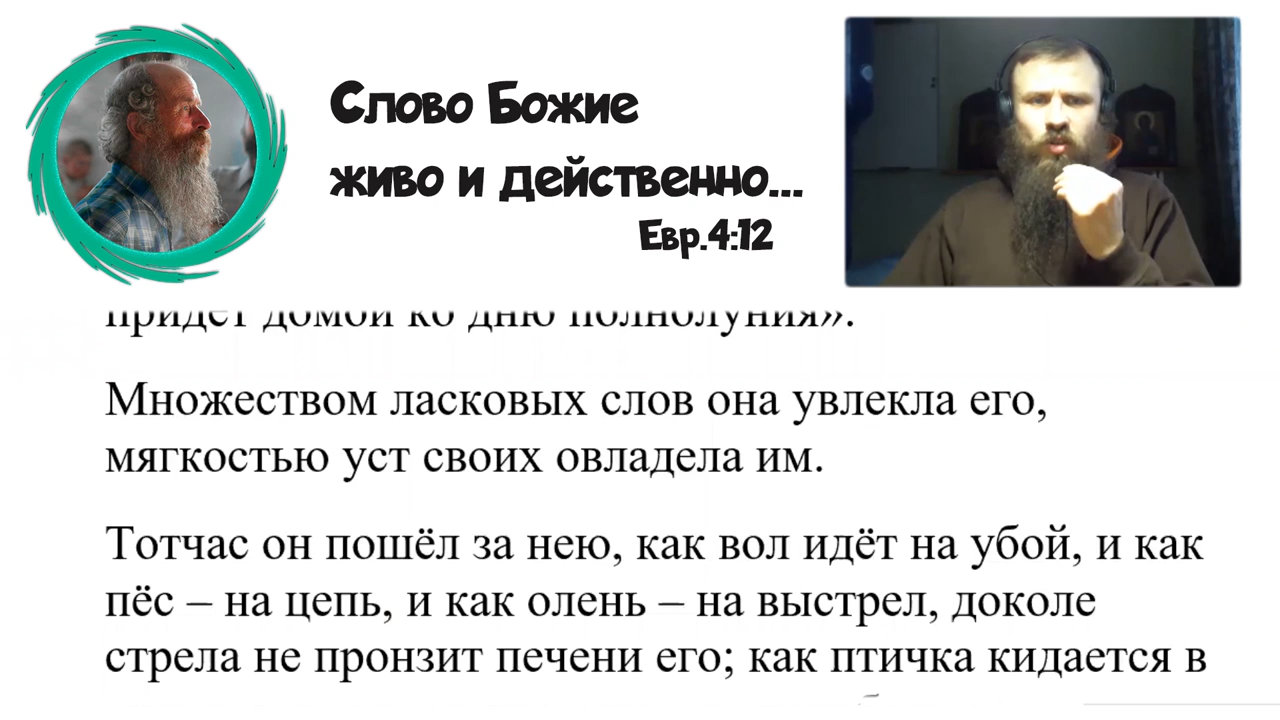 Слово Божие
живо и действенно...
Евр.4:12
придет домой ко дню полнолуния».
Множеством ласковых слов она увлекла его,
мягкостью уст своих овладела им.
Тотчас он пошёл за нею, как вол идёт на убой, и как
пёс – на цепь, и как олень – на выстрел, доколе
стрела не пронзит печени его; как птичка кидается в